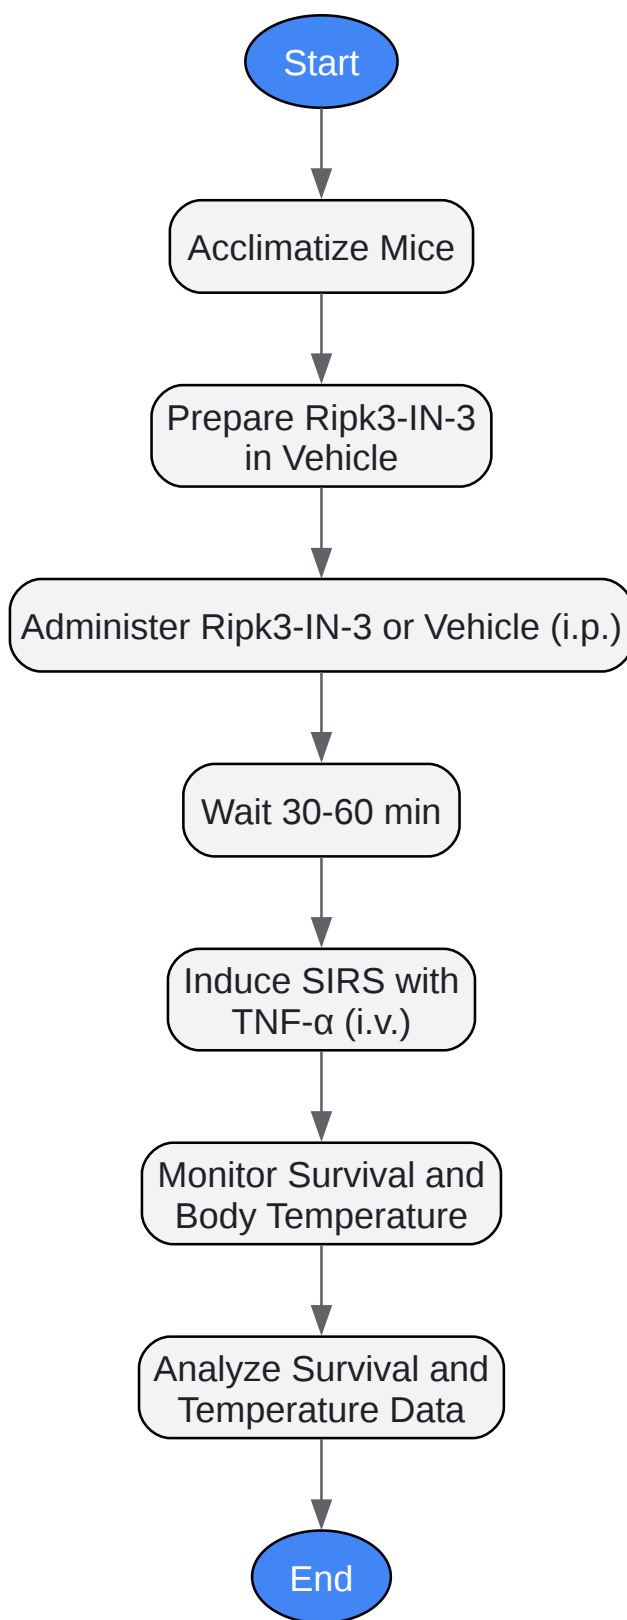 Start
Acclimatize Mice
Prepare Ripk3-IN-3
in Vehicle
Administer Ripk3-IN-3 or Vehicle (i.p.)
Wait 30-60 min
Induce SIRS with
TNF-α (i.v.)
Monitor Survival and
Body Temperature
Analyze Survival and
Temperature Data
End